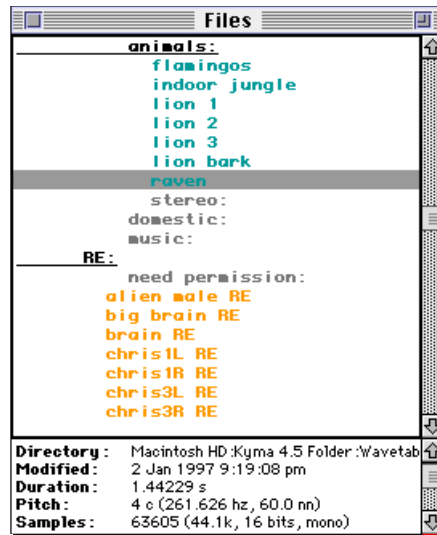 Files
animals:
flamingos
indoor jungle
lion 1
lion 2
lion 3
lion bark
raven
stereo:
domestic:
music:
RE:
need permission:
alien male RE
big brain RE
brain RE
chris1L RE
chris1R RE
chris3L RE
chris3R RE
Directory: Macintosh HD:Kyma 4.5 Folder:Wavetab
Modified: 2 Jan 1997 9:19:08 pm
Duration: 1.44229 s
Pitch: 4 c (261.626 hz, 60.0 nn)
Samples: 63605 (44.1k, 16 bits, mono)